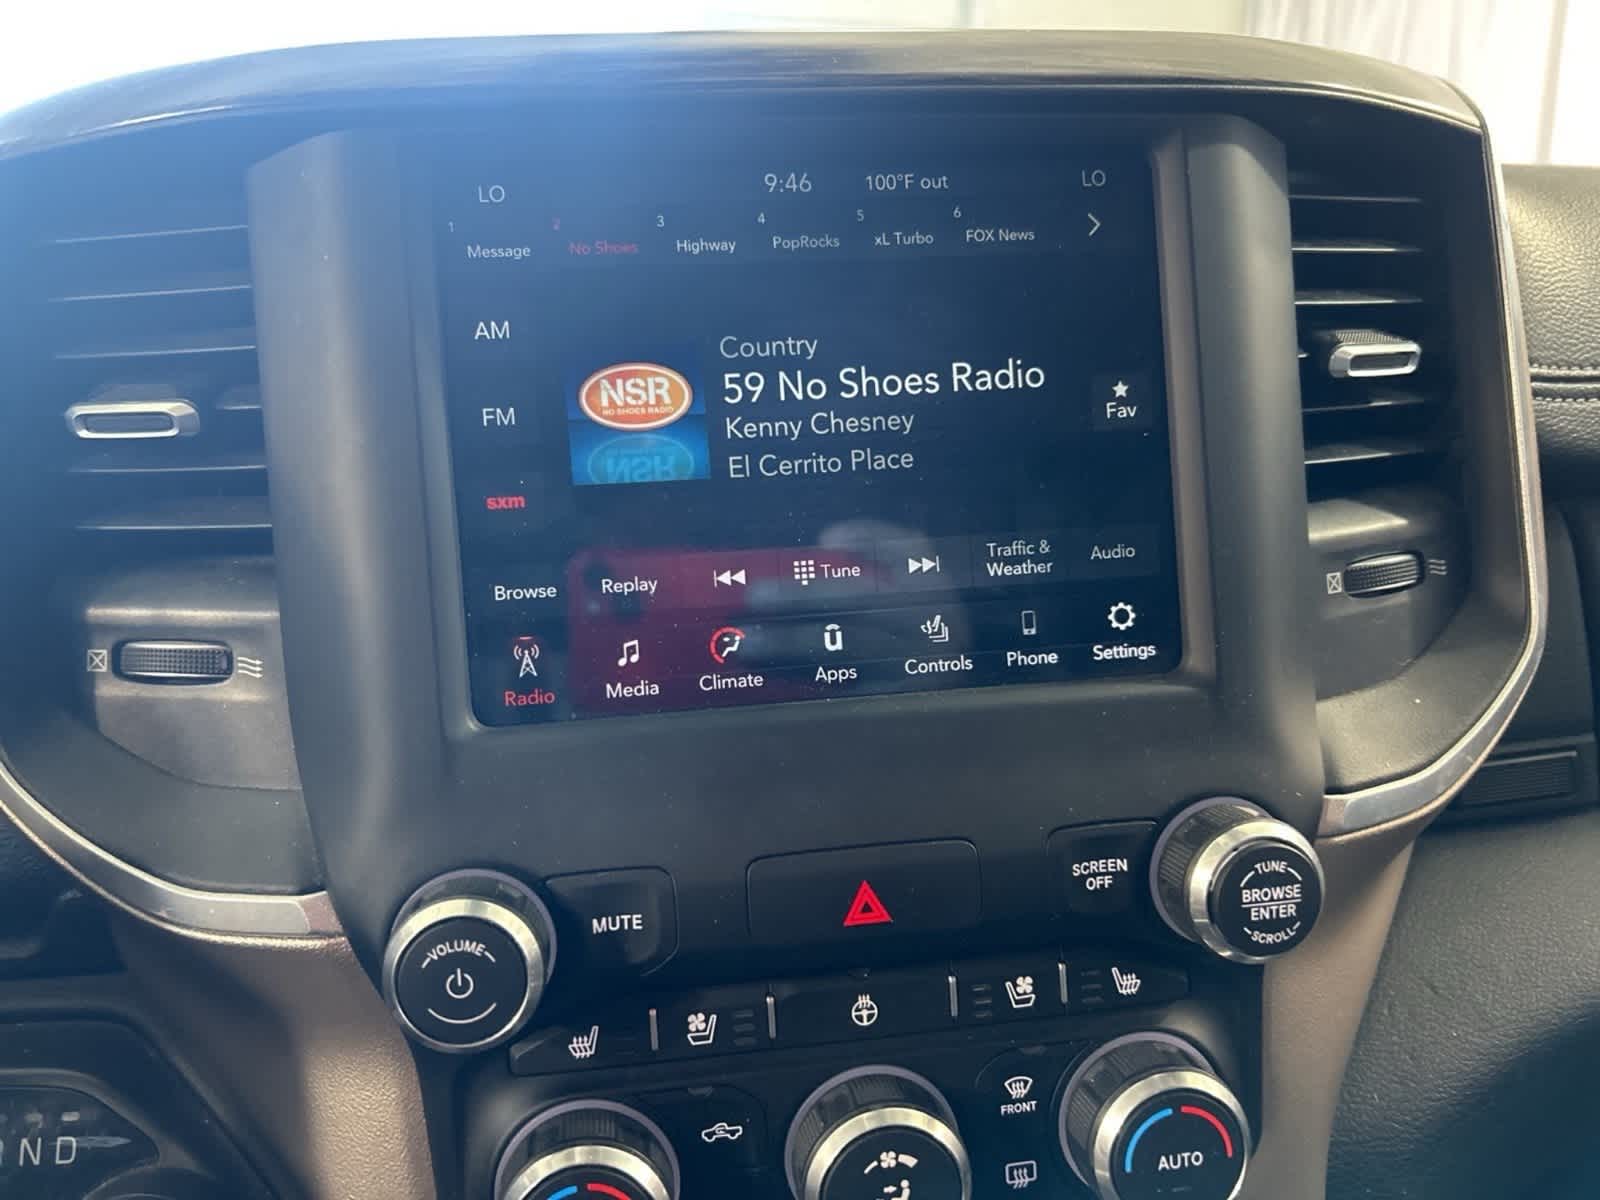 LO 9:46 100°F out LO
1 Message 2 No Shoes 3 Highway 4 PopRocks 5 xL Turbo 6 FOX News
AM
FM
sxm
Browse
NSR
NO SHOES RADIO
Country
59 No Shoes Radio
Kenny Chesney
El Cerrito Place
Fav
Replay Tune Traffic & Weather Audio
Radio Media Climate Apps Controls Phone Settings
VOLUME
MUTE
SCREEN
OFF
TUNE
BROWSE
ENTER
SCROLL
FRONT
AUTO
R N D